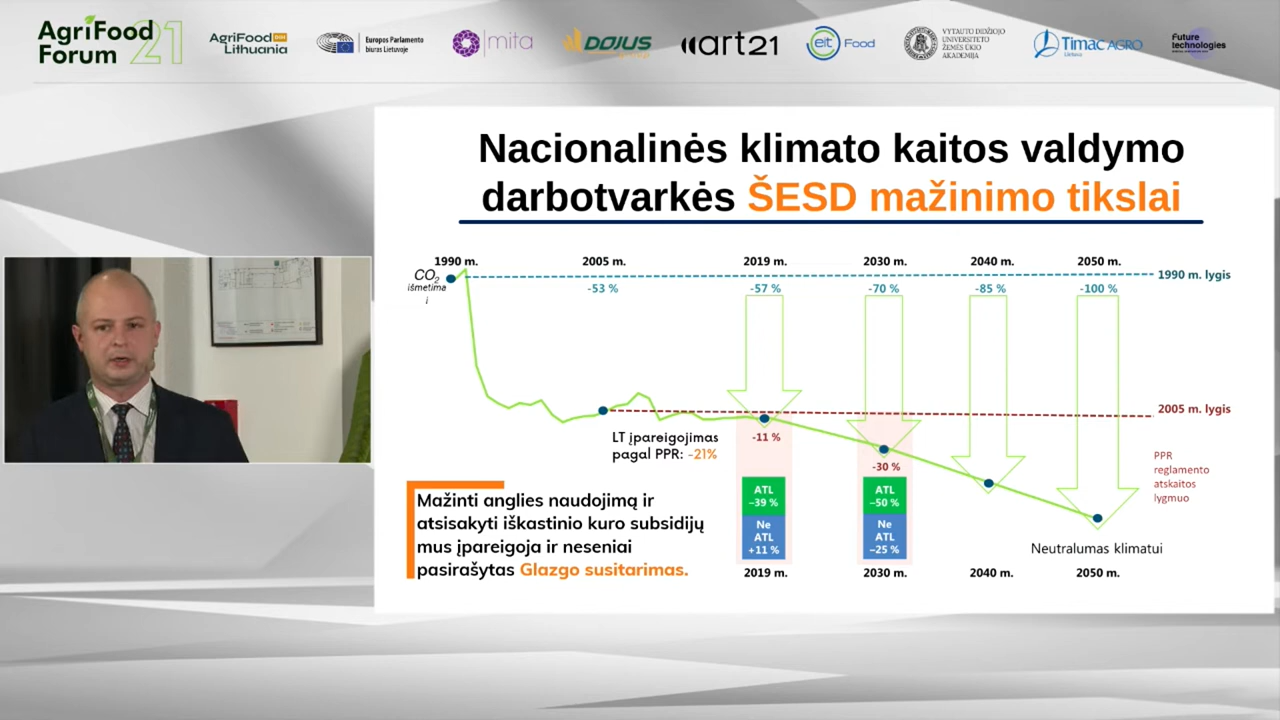 AgriFood
Forum 21
AgriFood
Lithuania
Europos Parlamento
biuras Lietuvoje
mita
DOJUS
art21
eit Food
VYTAUTO DIDŽIOJO
UNIVERSITETO
ŽEMĖS ŪKIO
AKADEMIJA
TIMAC AGRO
Lietuva
Future
technologies
Nacionalinės klimato kaitos valdymo
darbotvarkės ŠESD mažinimo tikslai
1990 m. 2005 m. 2019 m. 2030 m. 2040 m. 2050 m.
CO2
išmetima
i
1990 m. lygis
-53 % -57 % -70 % -85 % -100 %
2005 m. lygis
LT įpareigojimas
pagal PPR: -21%
-11 %
-30 %
PPR
reglamento
atskaitos
lygmuo
ATL
−39 %
Ne
ATL
+11 %
ATL
−50 %
Ne
ATL
−25 %
Mažinti anglies naudojimą ir
atsisakyti iškastinio kuro subsidijų
mus įpareigoja ir neseniai
pasirašytas Glazgo susitarimas.
Neutralumas klimatui
2019 m. 2030 m. 2040 m. 2050 m.